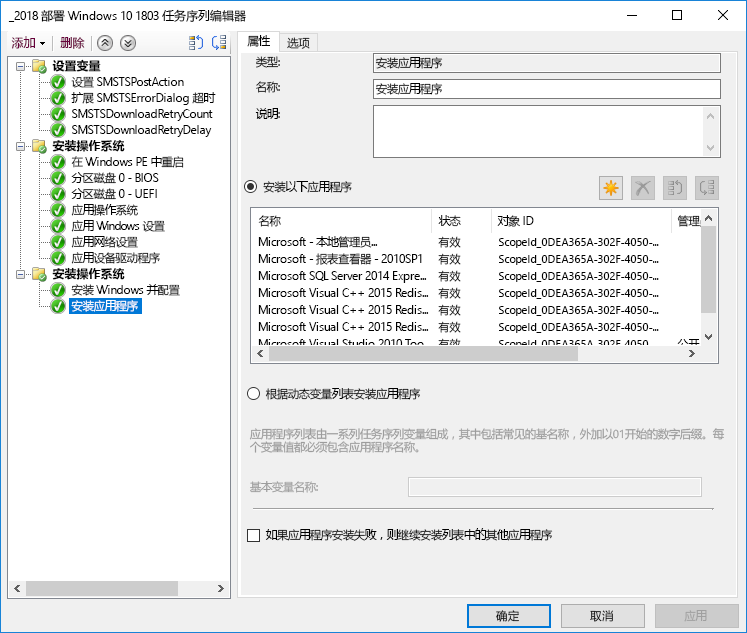 _2018 部署 Windows 10 1803 任务序列编辑器
添加 删除
属性 选项
设置变量
设置 SMSTSPostAction
扩展 SMSTSErrorDialog 超时
SMSTSDownloadRetryCount
SMSTSDownloadRetryDelay
安装操作系统
在 Windows PE 中重启
分区磁盘 0 - BIOS
分区磁盘 0 - UEFI
应用操作系统
应用 Windows 设置
应用网络设置
应用设备驱动程序
安装操作系统
安装 Windows 并配置
安装应用程序
类型: 安装应用程序
名称: 安装应用程序
说明:
安装以下应用程序
名称 状态 对象 ID 管理
Microsoft - 本地管理员... 有效 ScopeId_0DEA365A-302F-4050-...
Microsoft - 报表查看器 - 2010SP1 有效 ScopeId_0DEA365A-302F-4050-...
Microsoft SQL Server 2014 Expre... 有效 ScopeId_0DEA365A-302F-4050-...
Microsoft Visual C++ 2015 Redis... 有效 ScopeId_0DEA365A-302F-4050-...
Microsoft Visual C++ 2015 Redis... 有效 ScopeId_0DEA365A-302F-4050-...
Microsoft Visual C++ 2015 Redis... 有效 ScopeId_0DEA365A-302F-4050-...
Microsoft Visual Studio 2010 Too... 有效 ScopeId_0DEA365A-302F-4050-... 公开
根据动态变量列表安装应用程序
应用程序列表由一系列任务序列变量组成，其中包括常见的基名称，外加以01开始的数字后缀。每
个变量值都必须包含应用程序名称。
基本变量名称:
如果应用程序安装失败，则继续安装列表中的其他应用程序
确定 取消 应用